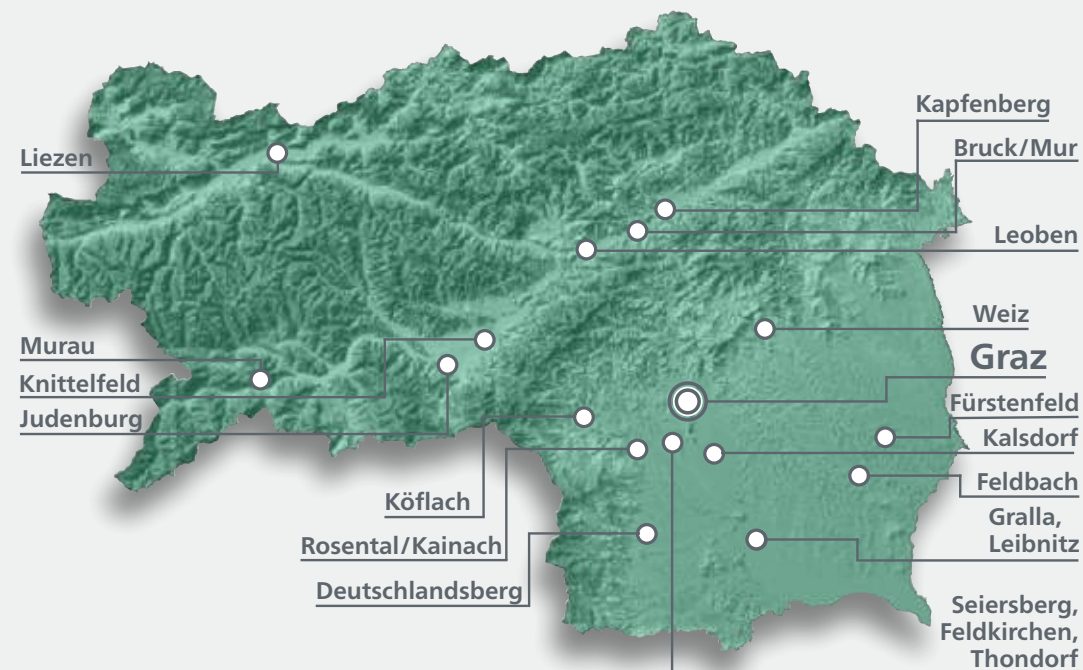 Kapfenberg
Bruck/Mur
Liezen
Leoben
Weiz
Murau
Graz
Knittelfeld
Fürstenfeld
Judenburg
Kalsdorf
Feldbach
Köflach
Gralla,
Leibnitz
Rosental/Kainach
Deutschlandsberg
Seiersberg,
Feldkirchen,
Thondorf